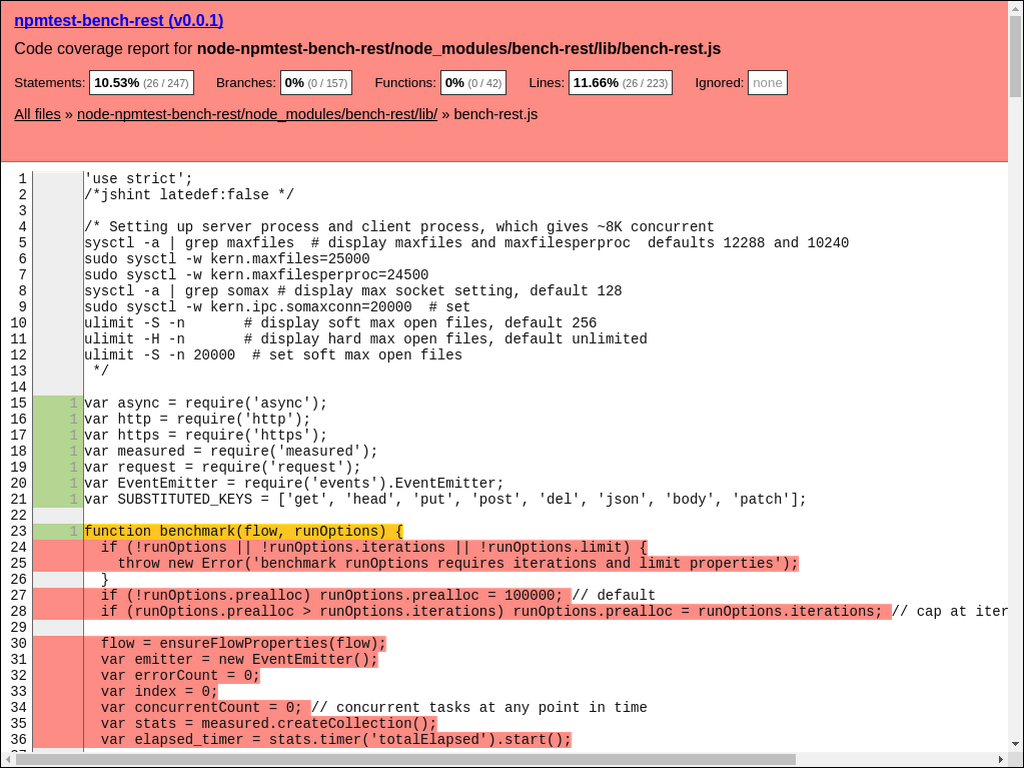 npmtest-bench-rest (v0.0.1)
Code coverage report for node-npmtest-bench-rest/node_modules/bench-rest/lib/bench-rest.js
Statements: 10.53% (26 / 247) Branches: 0% (0 / 157) Functions: 0% (0 / 42) Lines: 11.66% (26 / 223) Ignored: none
All files » node-npmtest-bench-rest/node_modules/bench-rest/lib/ » bench-rest.js
1 'use strict';
2 /*jshint latedef:false */
3
4 /* Setting up server process and client process, which gives ~8K concurrent
5 sysctl -a | grep maxfiles  # display maxfiles and maxfilesperproc  defaults 12288 and 10240
6 sudo sysctl -w kern.maxfiles=25000
7 sudo sysctl -w kern.maxfilesperproc=24500
8 sysctl -a | grep somax # display max socket setting, default 128
9 sudo sysctl -w kern.ipc.somaxconn=20000  # set
10 ulimit -S -n       # display soft max open files, default 256
11 ulimit -H -n       # display hard max open files, default unlimited
12 ulimit -S -n 20000  # set soft max open files
13  */
14
15 1 var async = require('async');
16 1 var http = require('http');
17 1 var https = require('https');
18 1 var measured = require('measured');
19 1 var request = require('request');
20 1 var EventEmitter = require('events').EventEmitter;
21 1 var SUBSTITUTED_KEYS = ['get', 'head', 'put', 'post', 'del', 'json', 'body', 'patch'];
22
23 1 function benchmark(flow, runOptions) {
24   if (!runOptions || !runOptions.iterations || !runOptions.limit) {
25     throw new Error('benchmark runOptions requires iterations and limit properties');
26   }
27   if (!runOptions.prealloc) runOptions.prealloc = 100000; // default
28   if (runOptions.prealloc > runOptions.iterations) runOptions.prealloc = runOptions.iterations; // cap at iter
29
30   flow = ensureFlowProperties(flow);
31   var emitter = new EventEmitter();
32   var errorCount = 0;
33   var index = 0;
34   var concurrentCount = 0; // concurrent tasks at any point in time
35   var stats = measured.createCollection();
36   var elapsed_timer = stats.timer('totalElapsed').start();